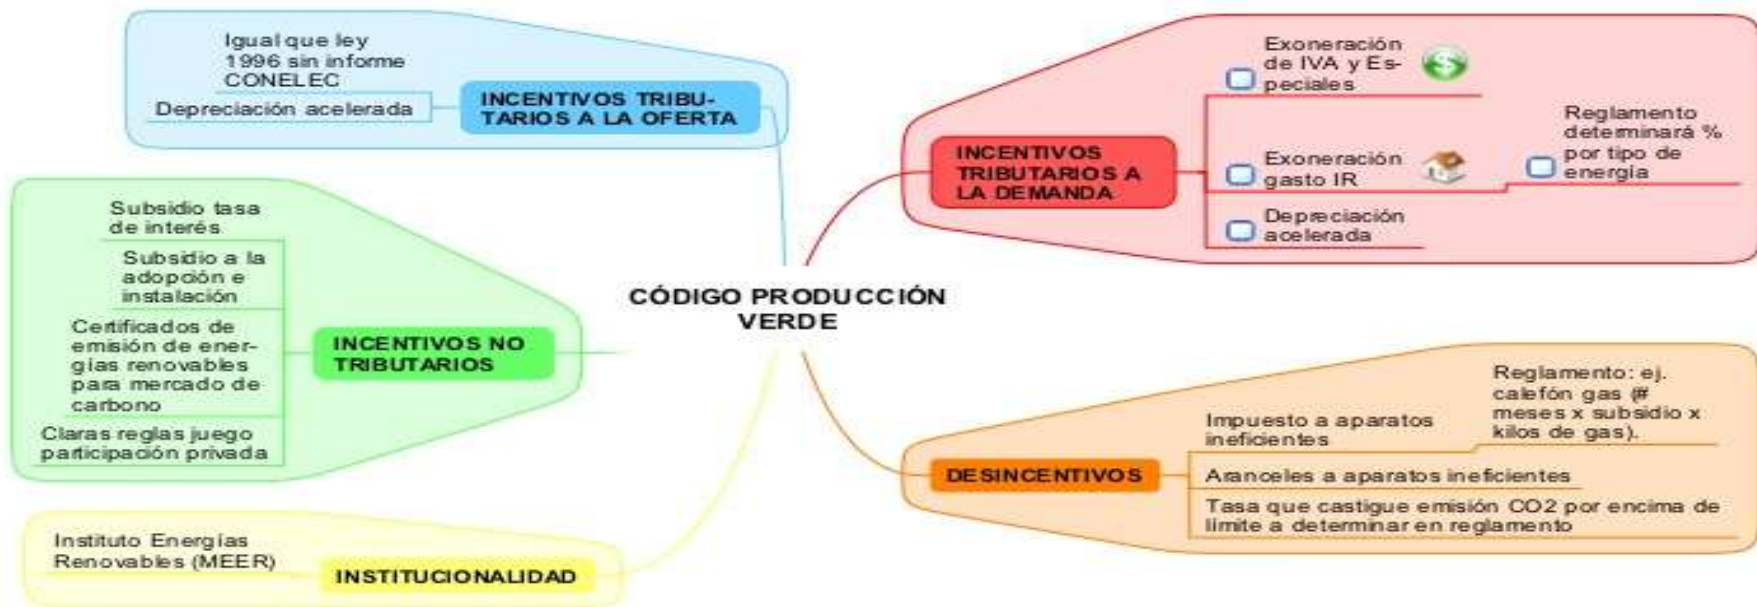 Igual que ley
1996 sin informe
CONELEC
Depreciación acelerada
INCENTIVOS TRIBU-
TARIOS A LA OFERTA
Subsidio tasa
de interés
Subsidio a la
adopción e
instalación
Certificados de
emisión de ener-
gías renovables
para mercado de
carbono
Claras reglas juego
participación privada
INCENTIVOS NO
TRIBUTARIOS
Instituto Energías
Renovables (MEER)
INSTITUCIONALIDAD
CÓDIGO PRODUCCIÓN
VERDE
INCENTIVOS
TRIBUTARIOS A
LA DEMANDA
Exoneración
de IVA y Es-
peciales
Exoneración
gasto IR
Reglamento
determinará %
por tipo de
energía
Depreciación
acelerada
DESINCENTIVOS
Impuesto a aparatos
ineficientes
Reglamento: ej.
calefón gas (#
meses x subsidio x
kilos de gas).
Aranceles a aparatos ineficientes
Tasa que castigue emisión CO2 por encima de
límite a determinar en reglamento